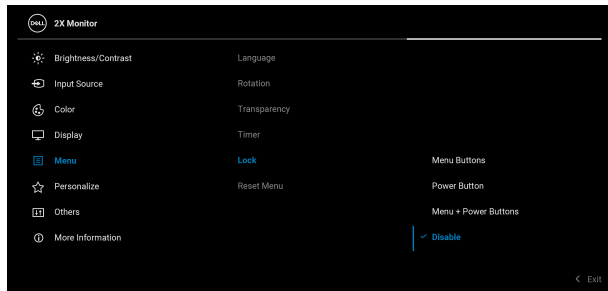 DELL 2X Monitor
Brightness/Contrast Language
Input Source Rotation
Color Transparency
Display Timer
Menu Lock Menu Buttons
Personalize Reset Menu Power Button
Others Menu + Power Buttons
More Information Disable
Exit